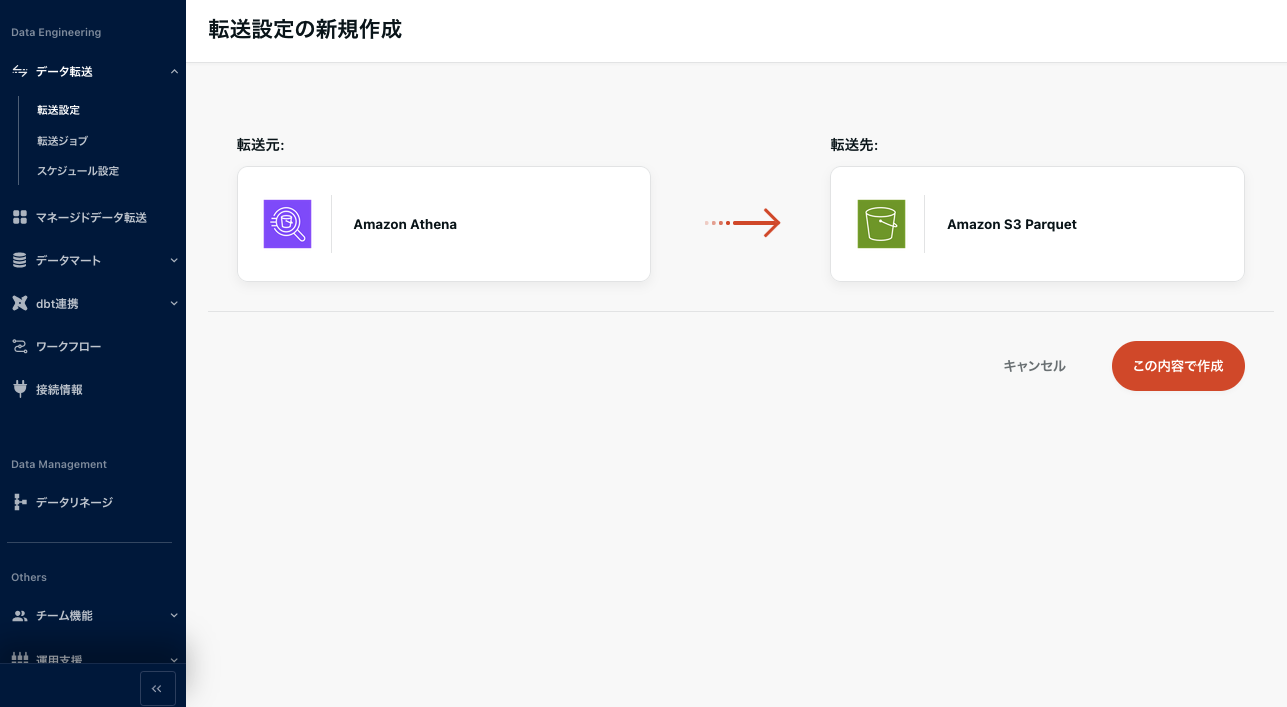 Data Engineering
データ転送
転送設定
転送ジョブ
スケジュール設定
マネージドデータ転送
データマート
dbt連携
ワークフロー
接続情報
Data Management
データリネージ
Others
チーム機能
運用支援
転送設定の新規作成
転送元:
Amazon Athena
転送先:
Amazon S3 Parquet
キャンセル
この内容で作成